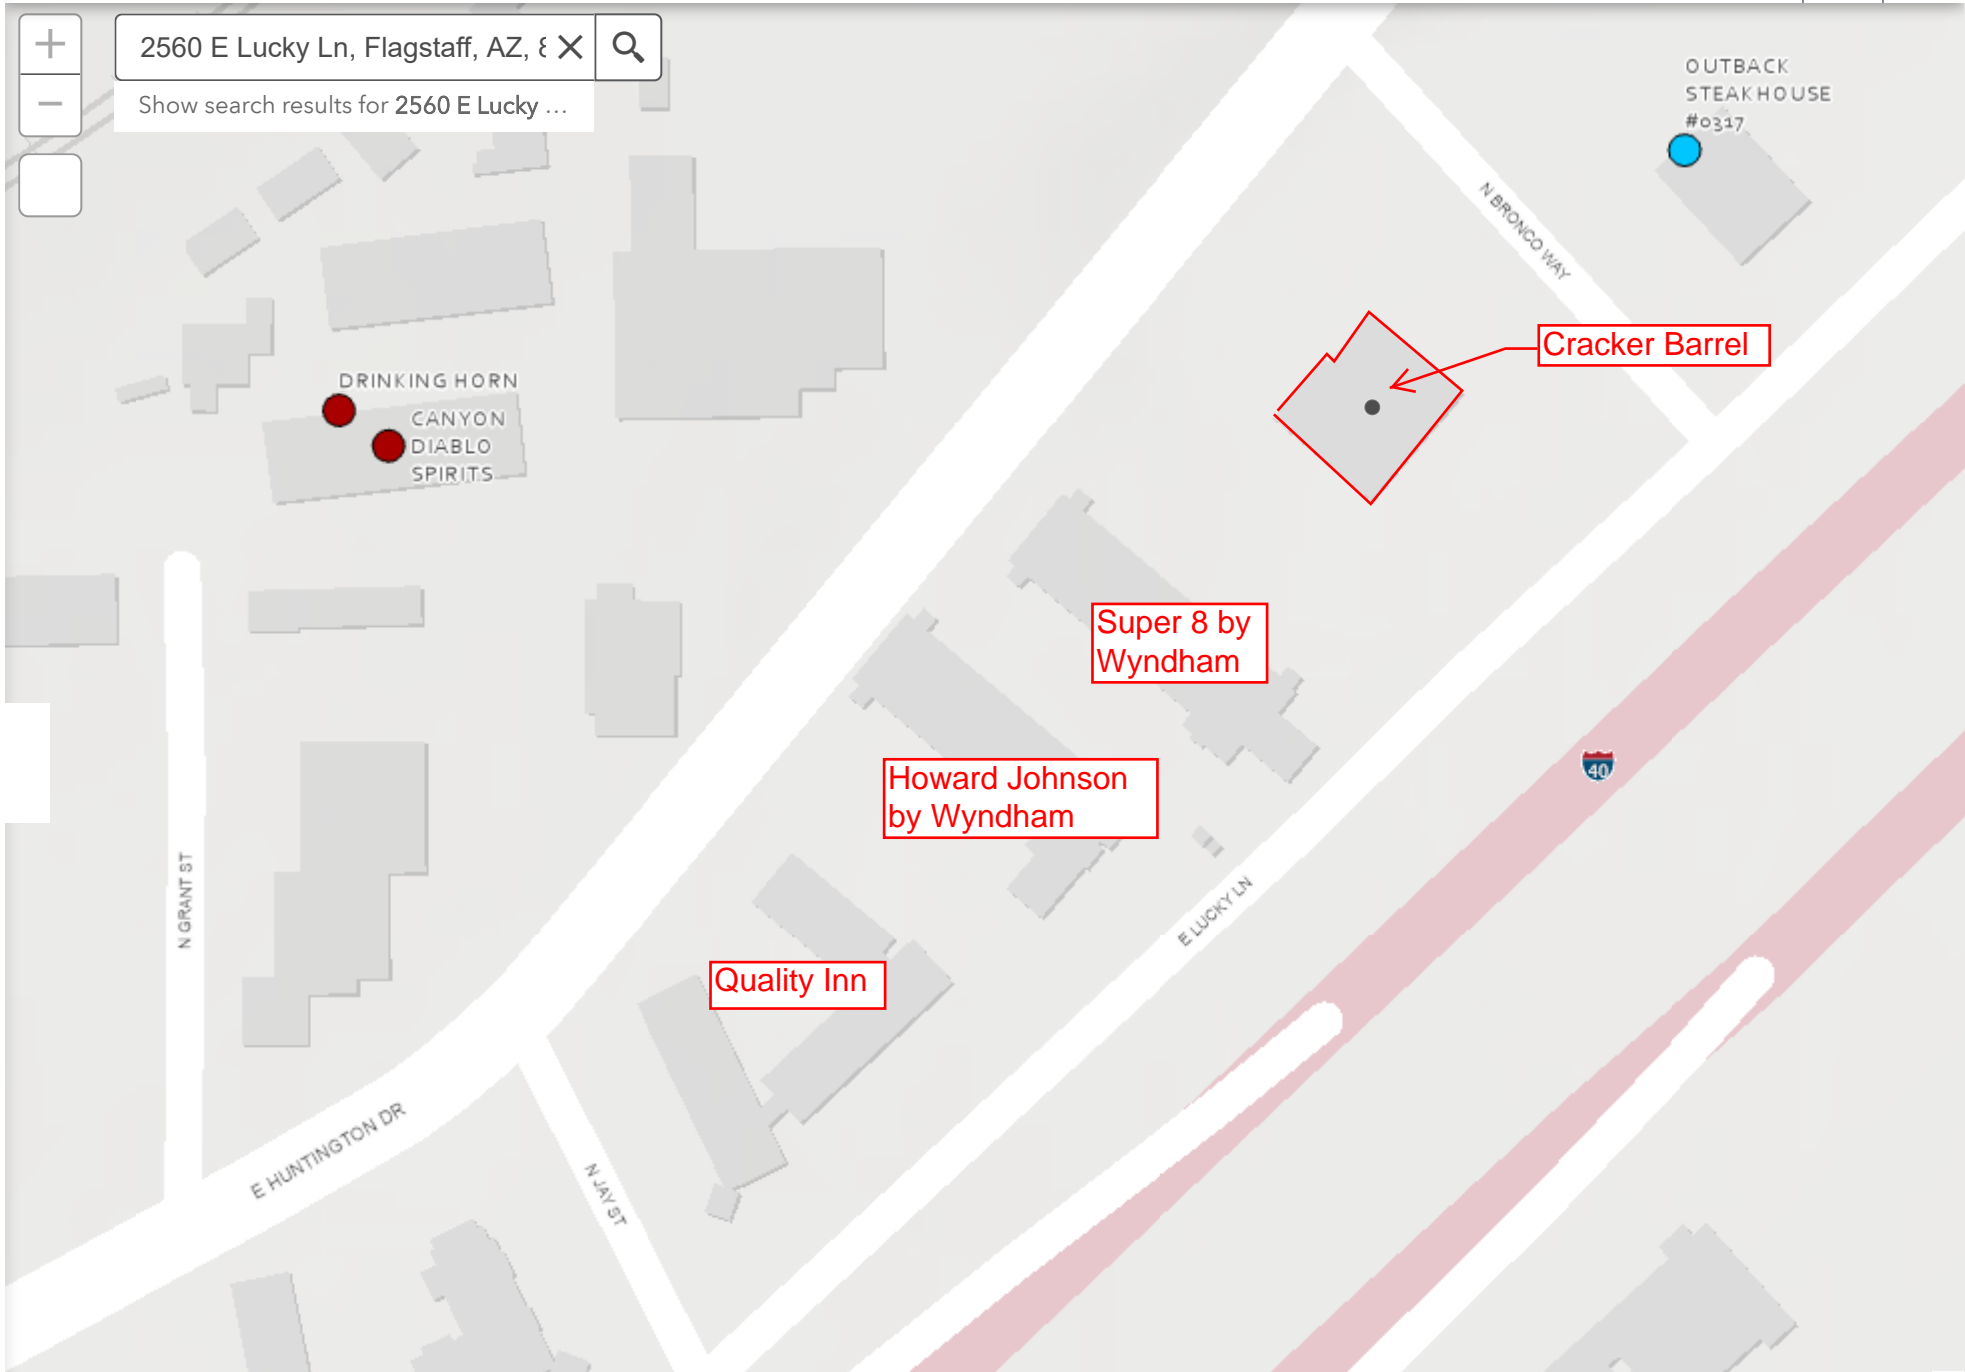 2560 E Lucky Ln, Flagstaff, AZ, 8
Show search results for 2560 E Lucky ...
OUTBACK
STEAKHOUSE
#0317
N BRONCO WAY
Cracker Barrel
DRINKING HORN
CANYON
DIABLO
SPIRITS
Super 8 by
Wyndham
Howard Johnson
by Wyndham
40
N GRANT ST
E LUCKY LN
Quality Inn
E HUNTINGTON DR
N JAY ST